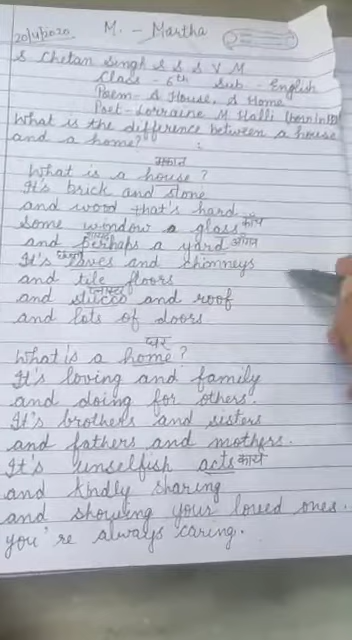 20/4/2020 M. - Martha
S Chetan Singh S S S V M
Class - 6th Sub - English
Poem - A House, A Home
Poet - Lorraine M Halli (born in
What is the difference between a house
and a home?
मकान
What is a house?
It's brick and stone
and wood that's hard.
Some window glass काँच
and perhaps a yard आँगन
It's eaves and chimneys
and tile floors
and stucco and roof
and lots of doors
घर
What is a home?
It's loving and family
and doing for others.
It's brothers and sisters
and fathers and mothers.
It's unselfish acts कार्य
and kindly sharing
and showing your loved ones.
you're always caring.